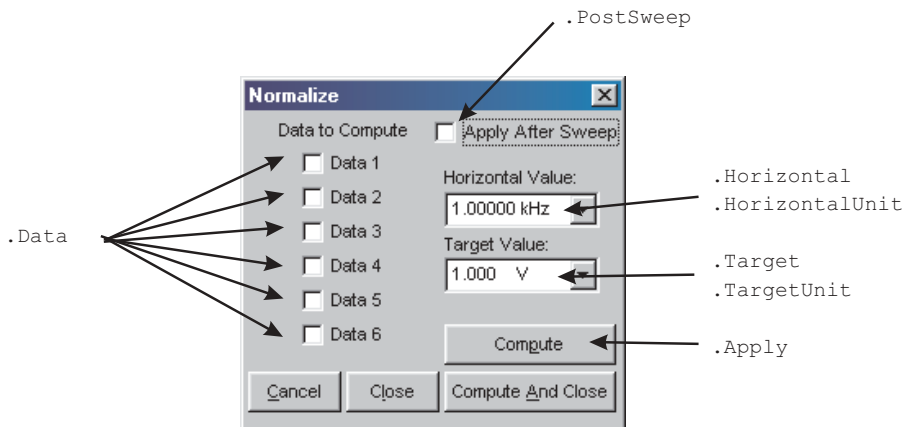 .PostSweep
Normalize
Data to Compute
Apply After Sweep
Data 1
Data 2
Data 3
Data 4
Data 5
Data 6
Horizontal Value:
1.00000 kHz
Target Value:
1.000 V
Compute
Cancel
Close
Compute And Close
.Data
.Horizontal
.HorizontalUnit
.Target
.TargetUnit
.Apply